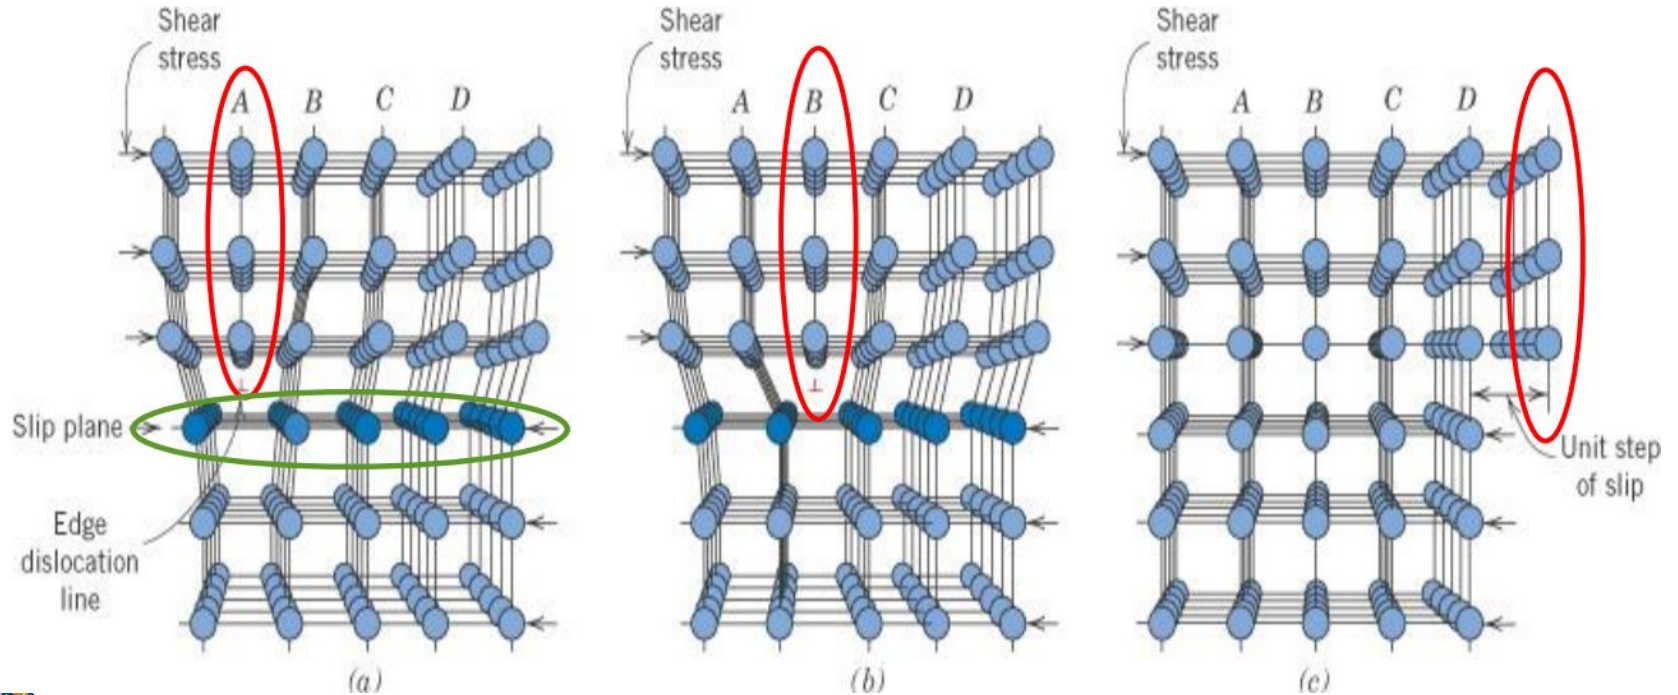 Shear
stress
A B C D
⊥
Slip plane
Edge
dislocation
line
(a)
Shear
stress
A B C D
⊥
(b)
Shear
stress
A B C D
Unit step
of slip
(c)